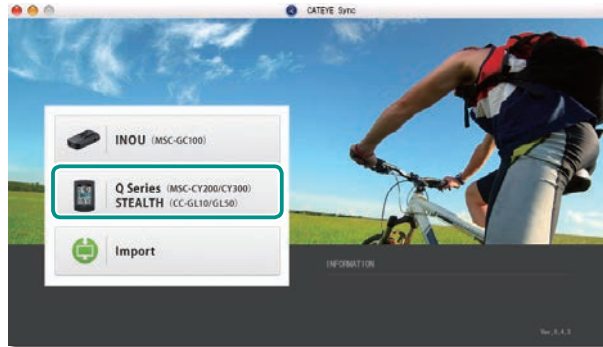 CATEYE Sync
INOU (MSC-GC100)
Q Series (MSC-CY200/CY300)
STEALTH (CC-GL10/GL50)
Import
INFORMATION